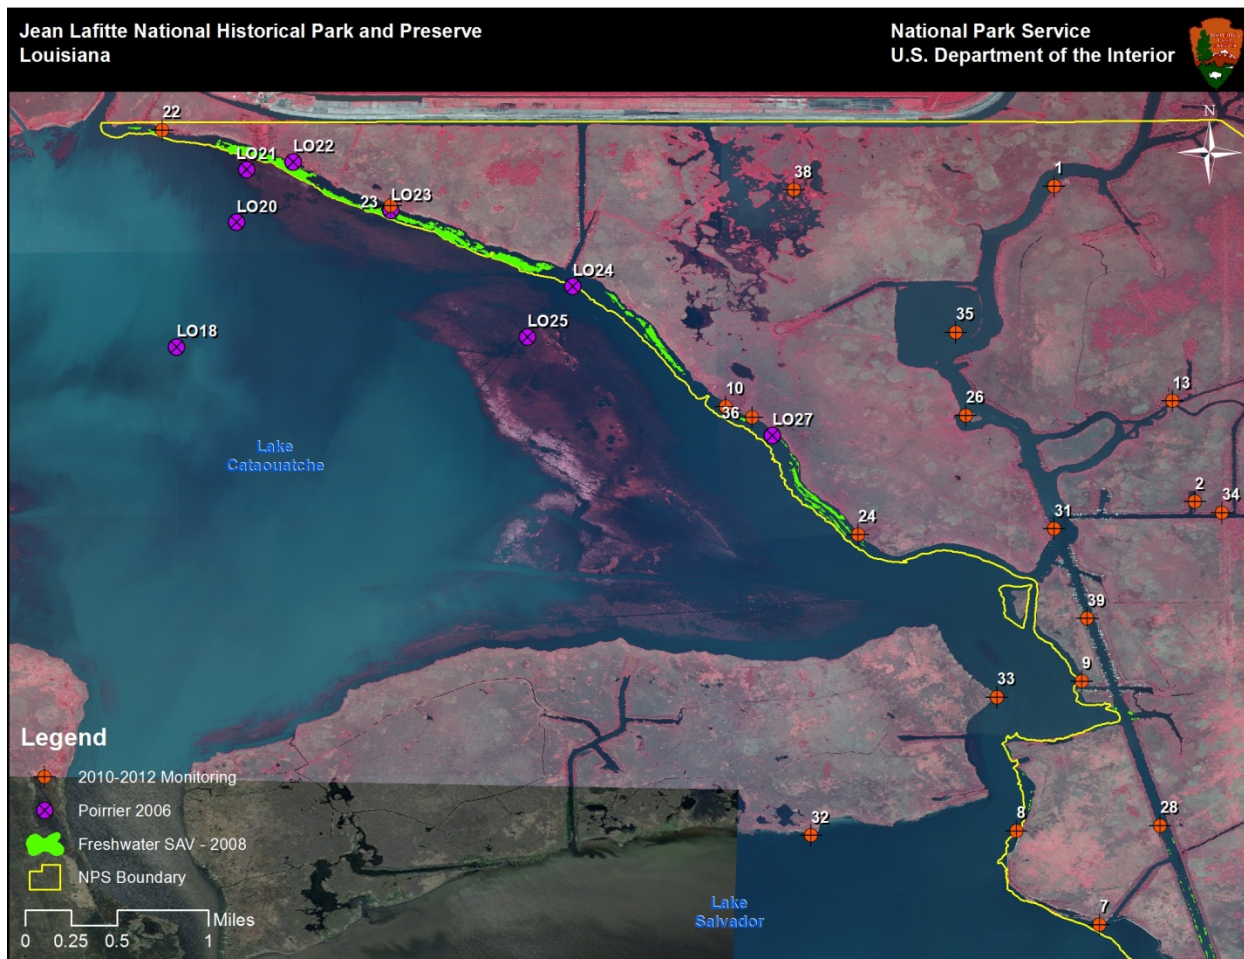 Jean Lafitte National Historical Park and Preserve
Louisiana
National Park Service
U.S. Department of the Interior
N
22
LO21
LO22
38
1
LO20
23
LO23
LO24
LO18
LO25
35
10
36
LO27
26
13
Lake
Cataouatche
2
34
24
31
39
9
33
8
28
32
7
Lake
Salvador
Legend
2010-2012 Monitoring
Poirrier 2006
Freshwater SAV - 2008
NPS Boundary
Miles
0 0.25 0.5 1